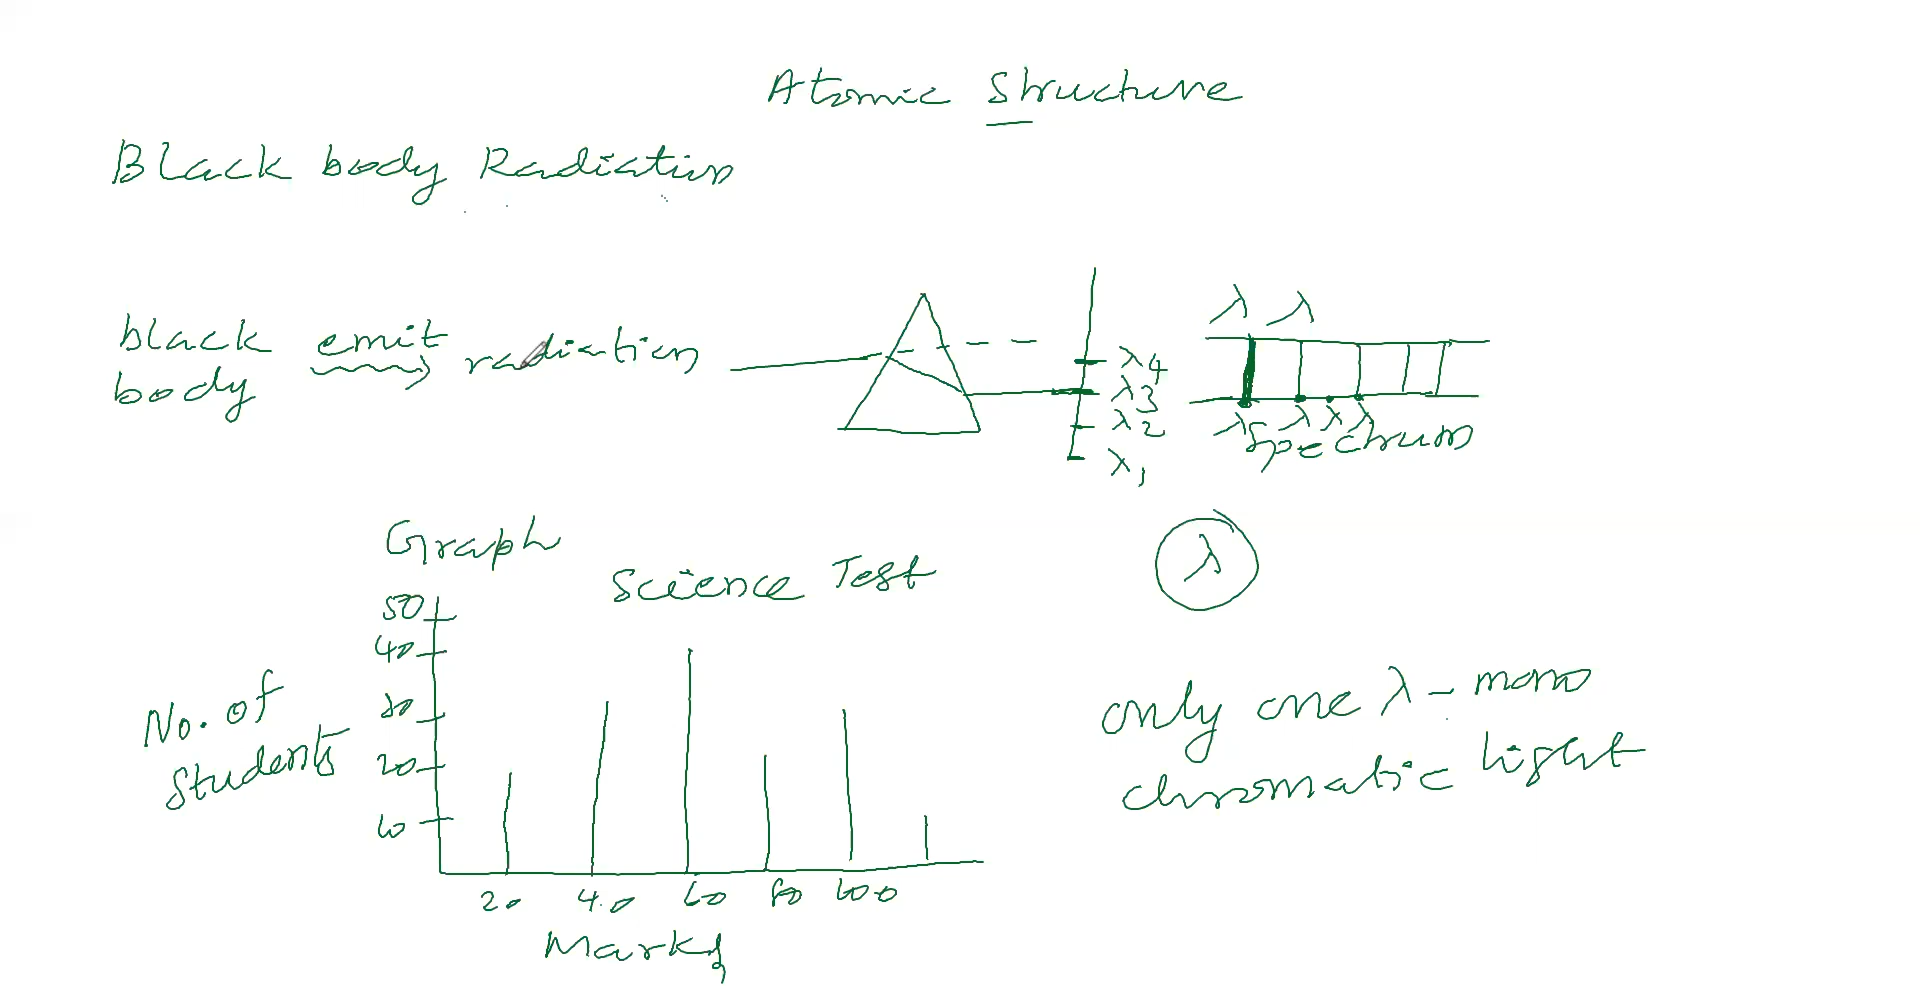 Atomic Structure
Black body Radiation
black emit radiation
body
λ4
λ3
λ2
λ1
λ λ
λ λ λ λ
Spectrum
Graph
Science Test
λ
50
40
30
20
10
No. of
Students
20 40 60 80 100
Marks
only one λ - mono
chromatic light